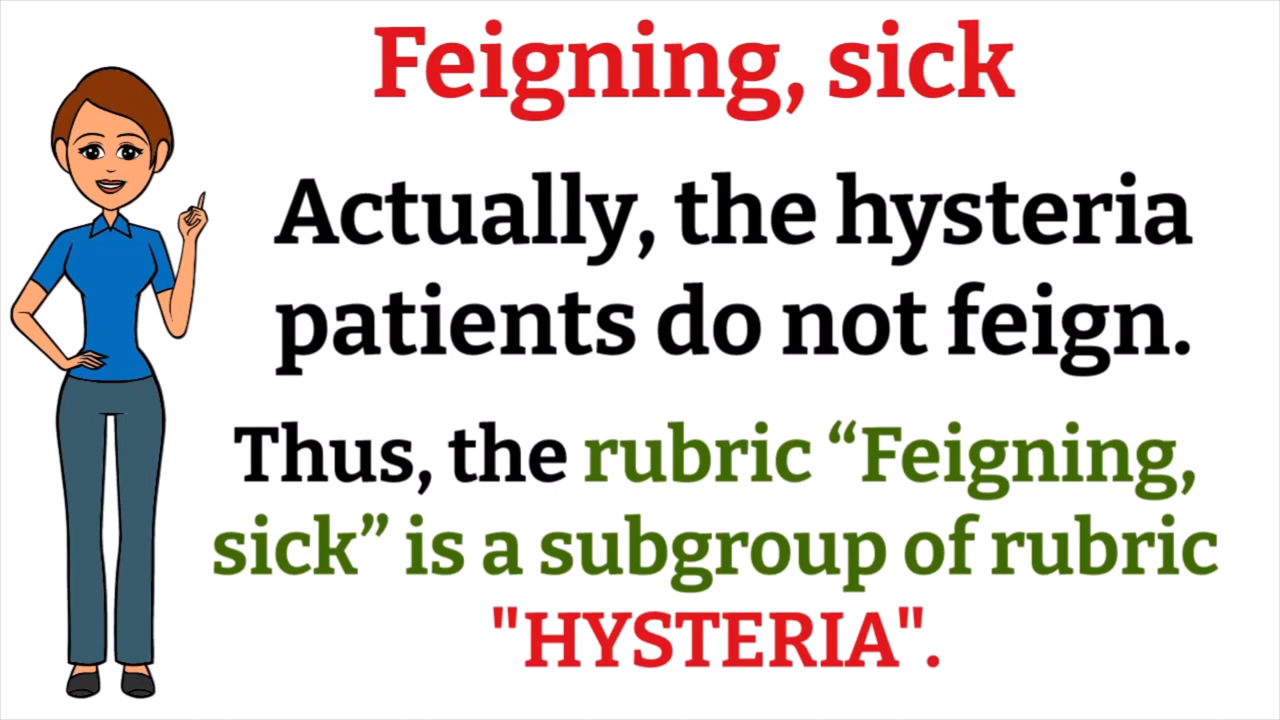 Feigning, sick
Actually, the hysteria
patients do not feign.
Thus, the rubric “Feigning,
sick” is a subgroup of rubric
"HYSTERIA".